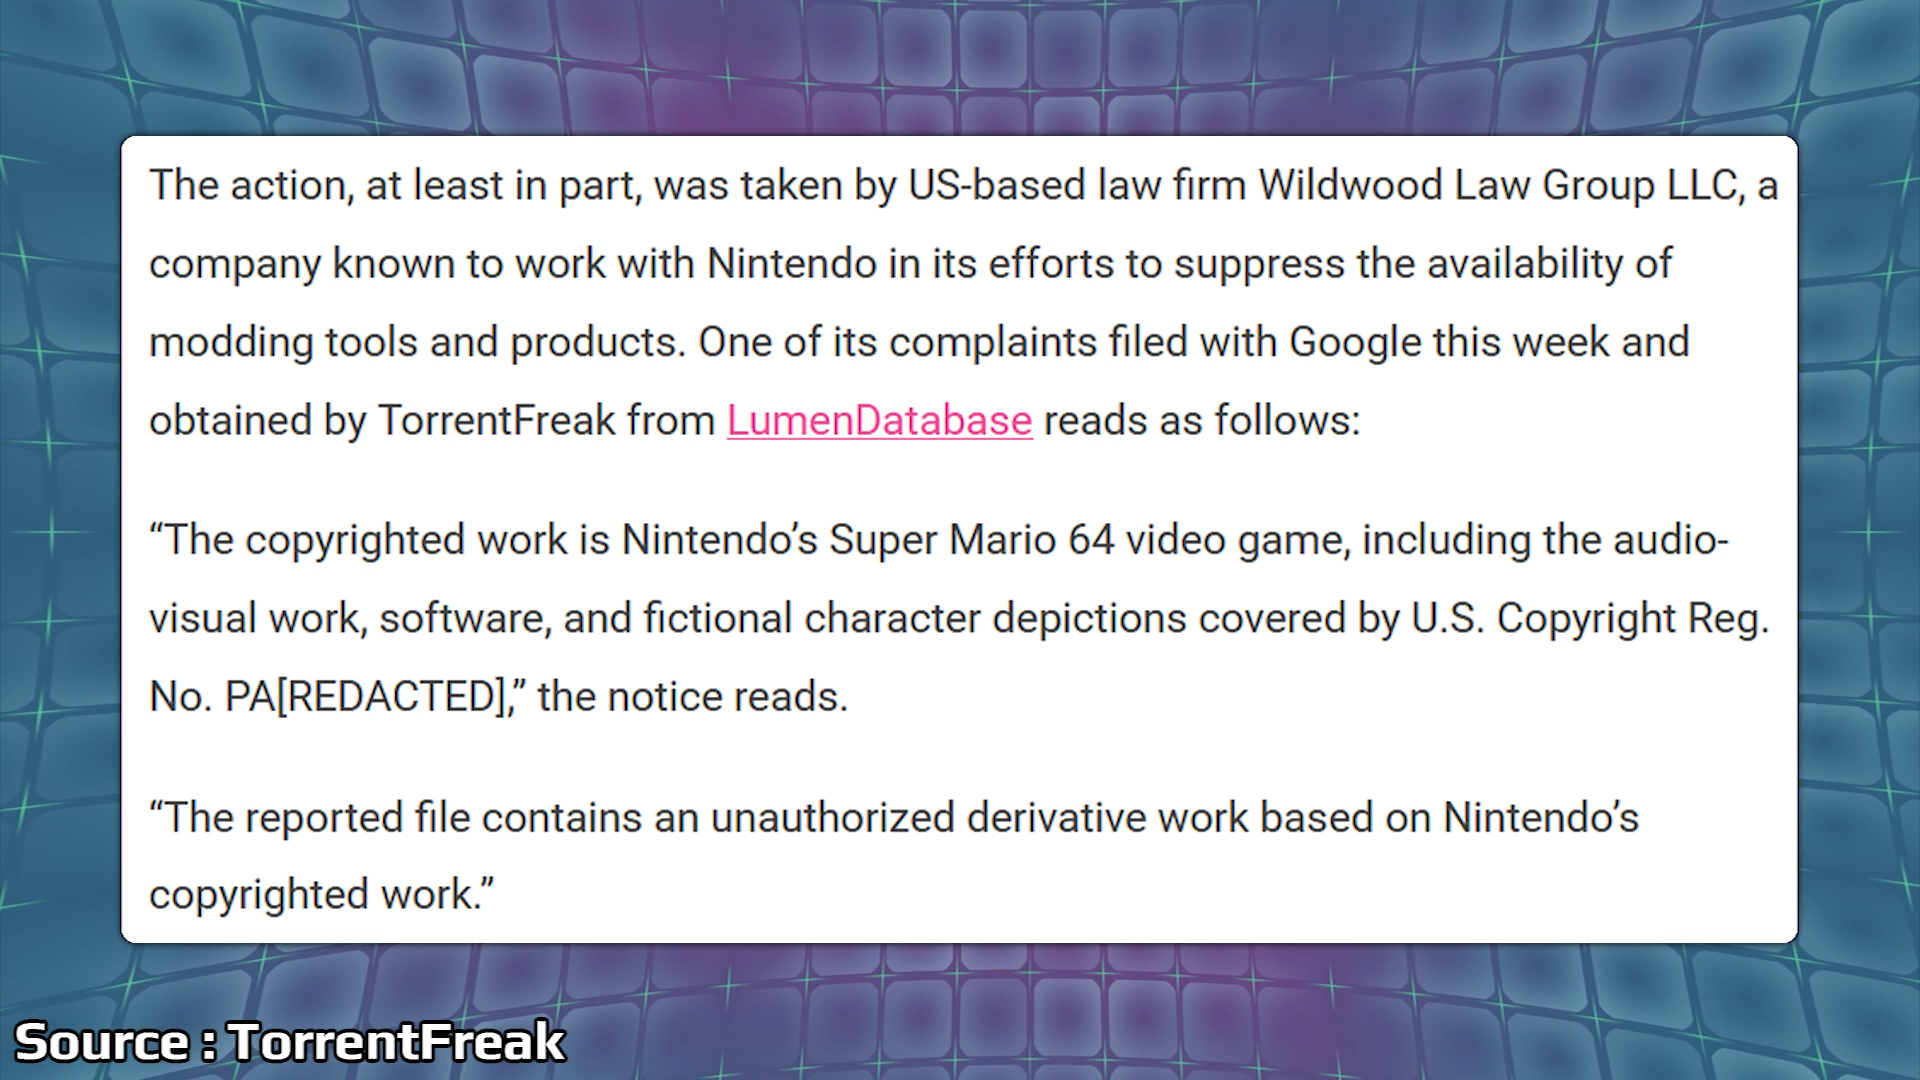 The action, at least in part, was taken by US-based law firm Wildwood Law Group LLC, a
company known to work with Nintendo in its efforts to suppress the availability of
modding tools and products. One of its complaints filed with Google this week and
obtained by TorrentFreak from LumenDatabase reads as follows:
“The copyrighted work is Nintendo’s Super Mario 64 video game, including the audio-
visual work, software, and fictional character depictions covered by U.S. Copyright Reg.
No. PA[REDACTED],” the notice reads.
“The reported file contains an unauthorized derivative work based on Nintendo’s
copyrighted work.”
Source : TorrentFreak